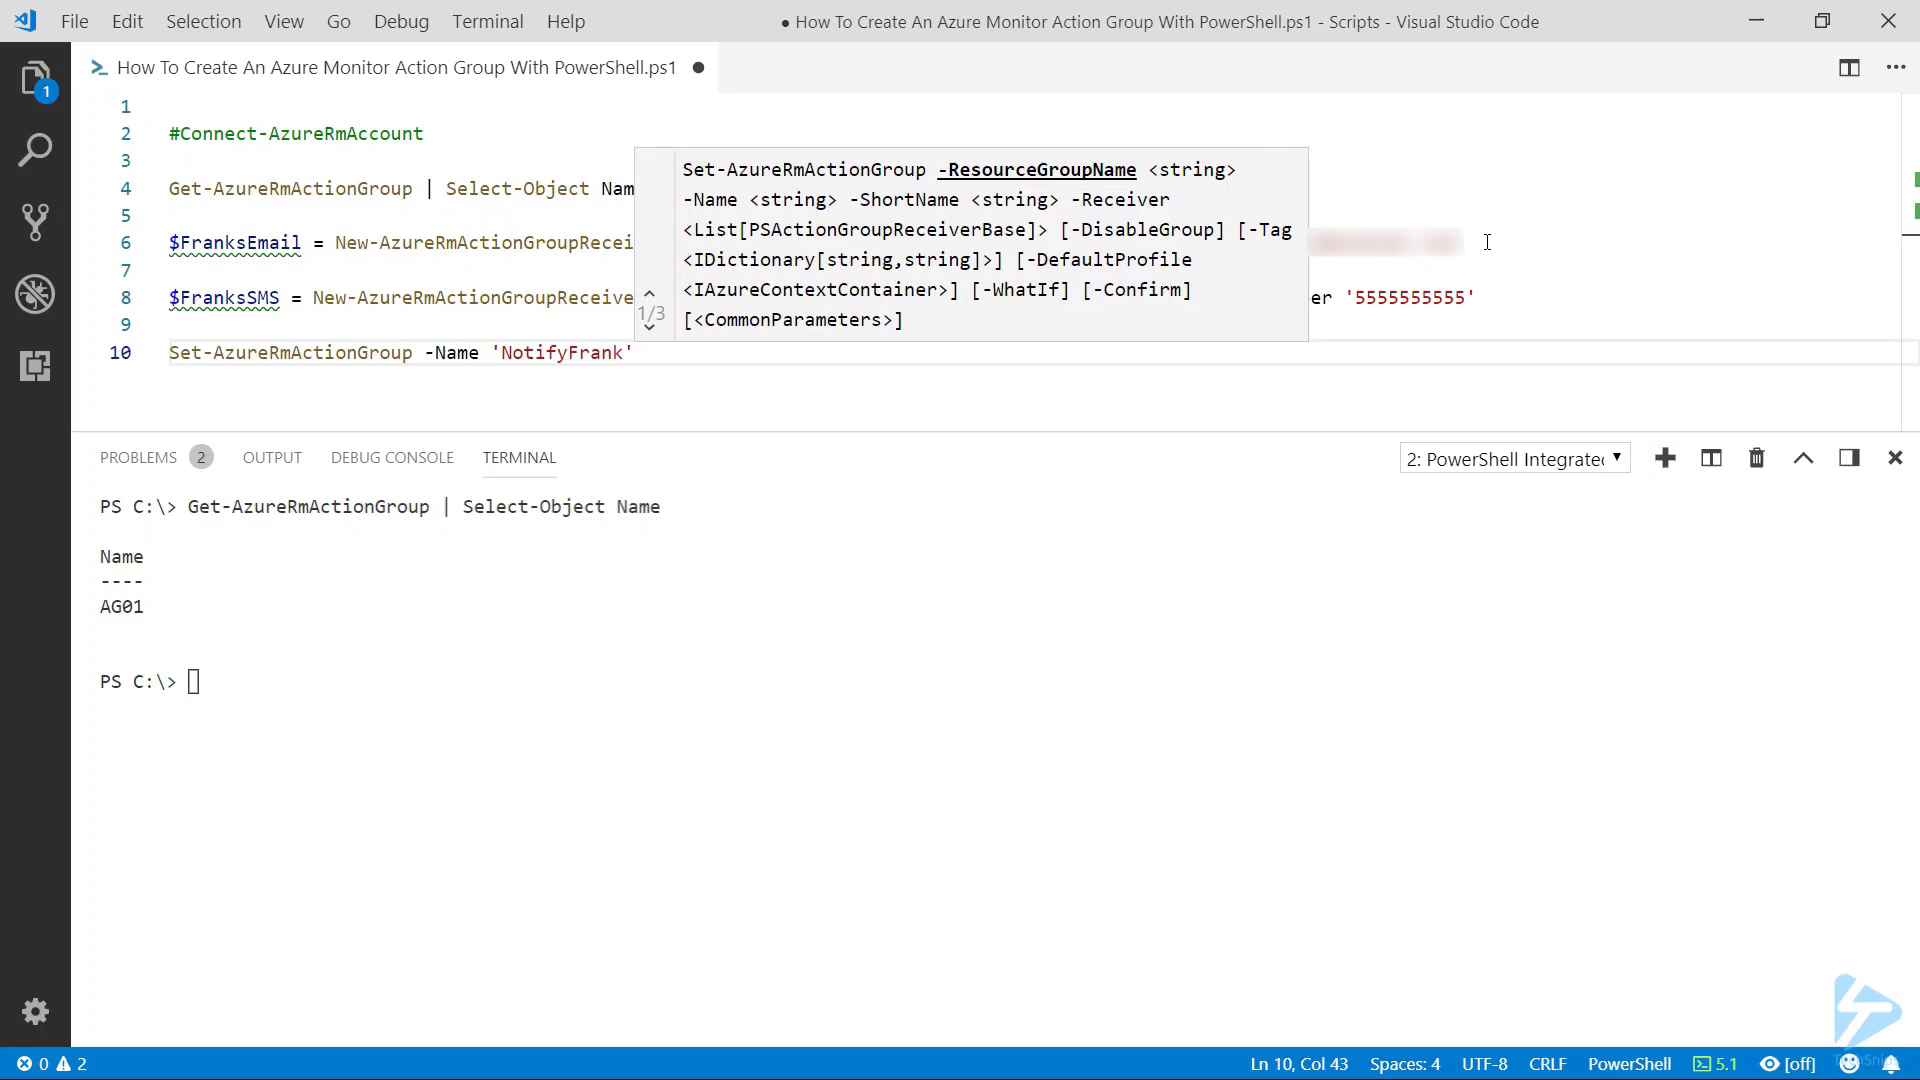 File Edit Selection View Go Debug Terminal Help
● How To Create An Azure Monitor Action Group With PowerShell.ps1 - Scripts - Visual Studio Code
How To Create An Azure Monitor Action Group With PowerShell.ps1 ●
1
1
2 #Connect-AzureRmAccount
3
4 Get-AzureRmActionGroup | Select-Object Nam
5
6 $FranksEmail = New-AzureRmActionGroupRecei
7
8 $FranksSMS = New-AzureRmActionGroupReceive er '5555555555'
9
10 Set-AzureRmActionGroup -Name 'NotifyFrank'
Set-AzureRmActionGroup -ResourceGroupName <string>
-Name <string> -ShortName <string> -Receiver
<List[PSActionGroupReceiverBase]> [-DisableGroup] [-Tag
<IDictionary[string,string]>] [-DefaultProfile
<IAzureContextContainer>] [-WhatIf] [-Confirm]
[<CommonParameters>]
1/3
PROBLEMS 2 OUTPUT DEBUG CONSOLE TERMINAL
2: PowerShell Integrated
PS C:\> Get-AzureRmActionGroup | Select-Object Name
Name
----
AG01
PS C:\>
0 2
Ln 10, Col 43 Spaces: 4 UTF-8 CRLF PowerShell 5.1 [off]